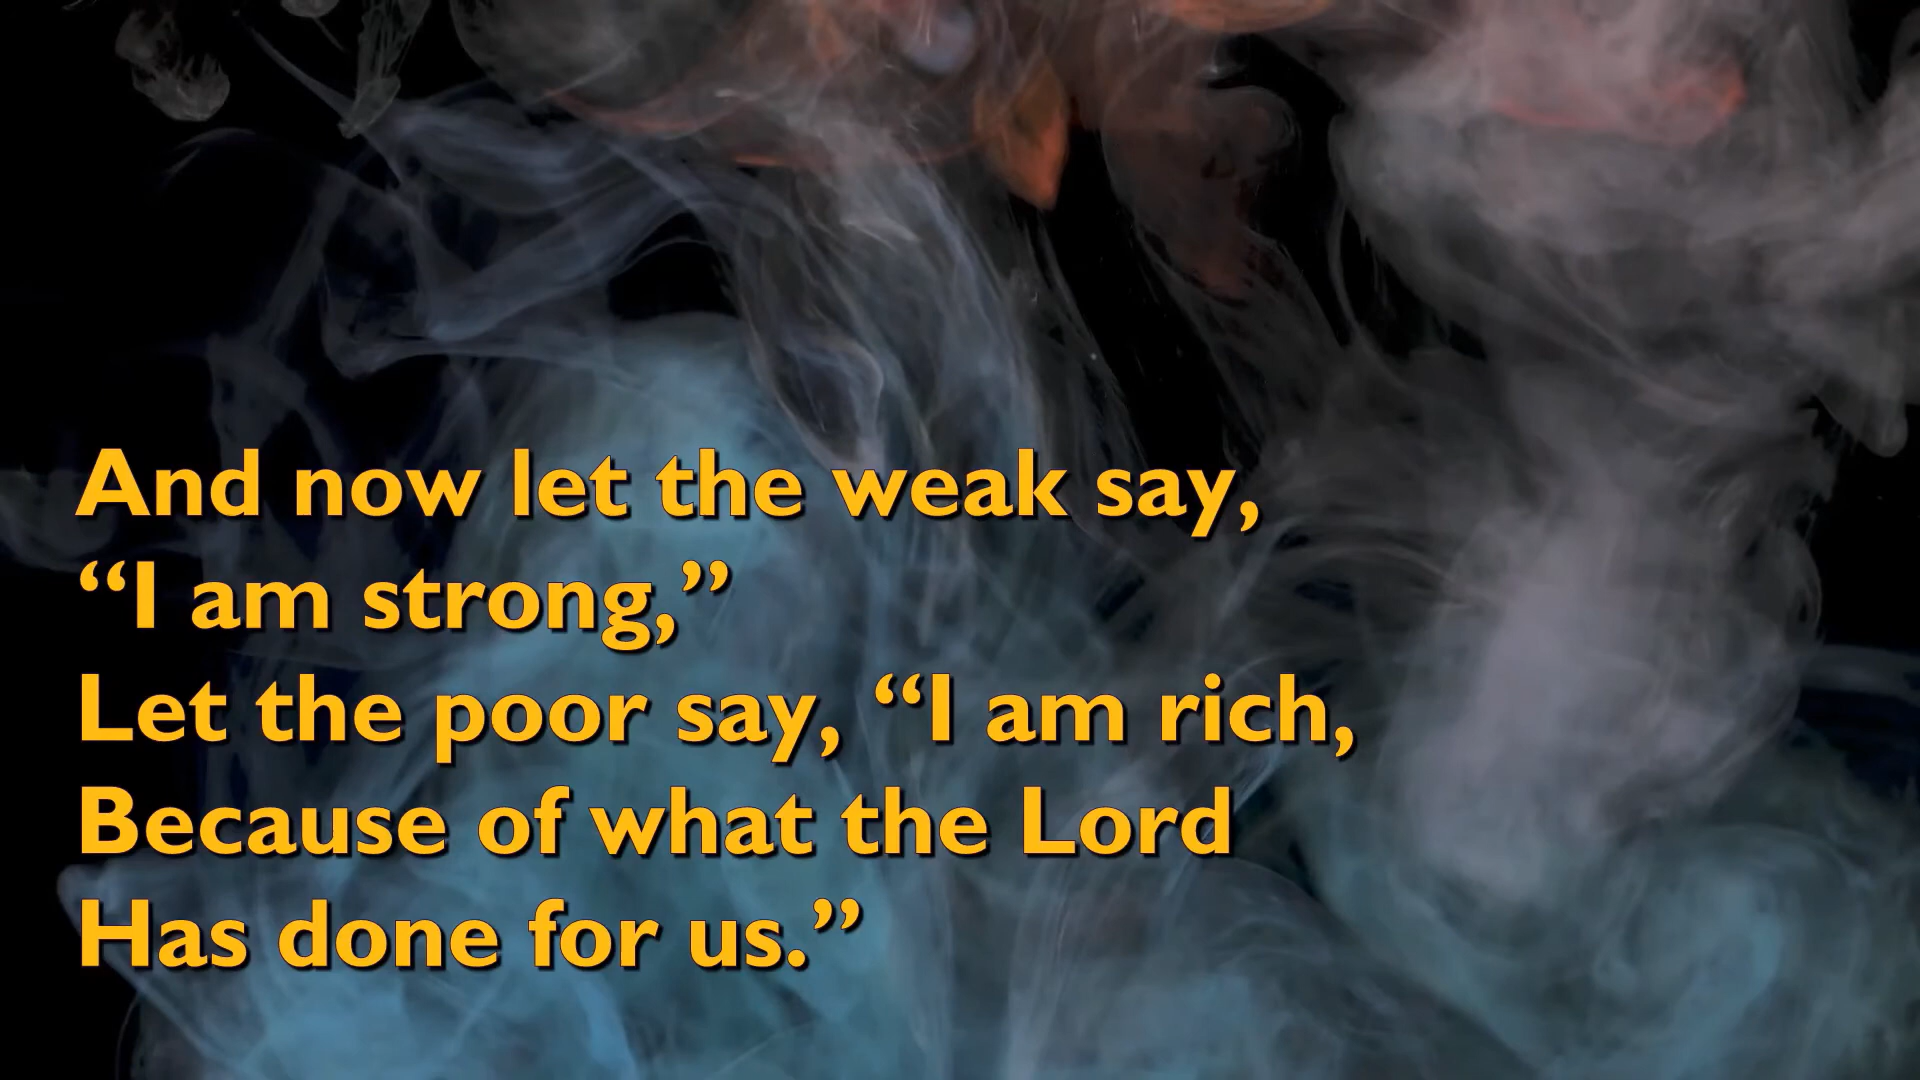 And now let the weak say,
“I am strong,”
Let the poor say, “I am rich,
Because of what the Lord
Has done for us.”